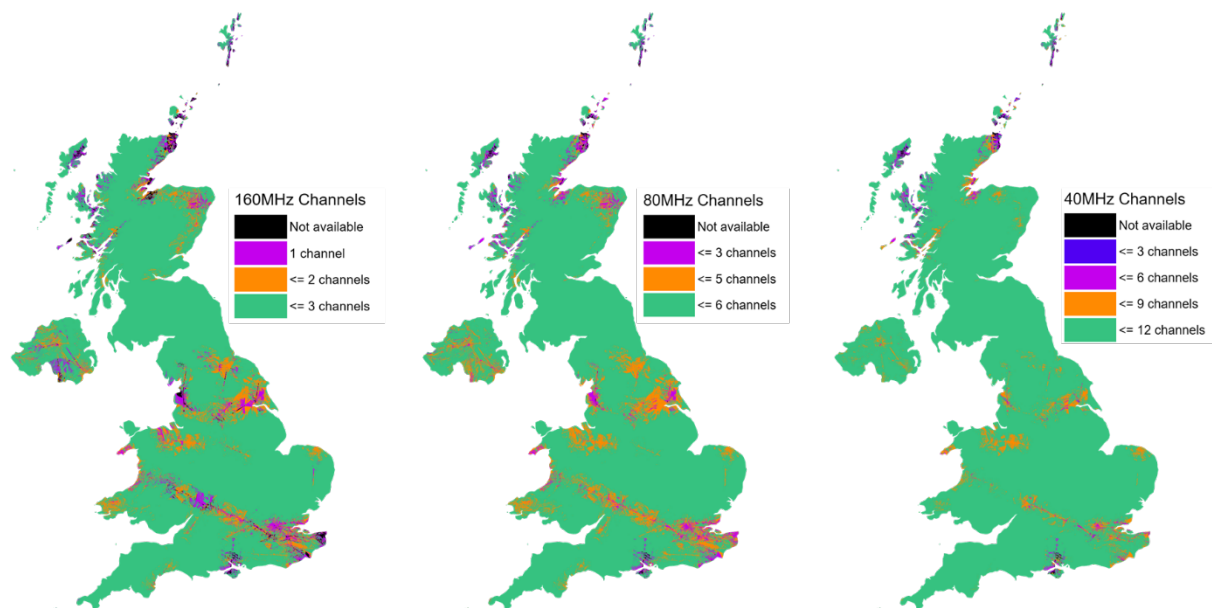 160MHz Channels
Not available
1 channel
<= 2 channels
<= 3 channels
80MHz Channels
Not available
<= 3 channels
<= 5 channels
<= 6 channels
40MHz Channels
Not available
<= 3 channels
<= 6 channels
<= 9 channels
<= 12 channels